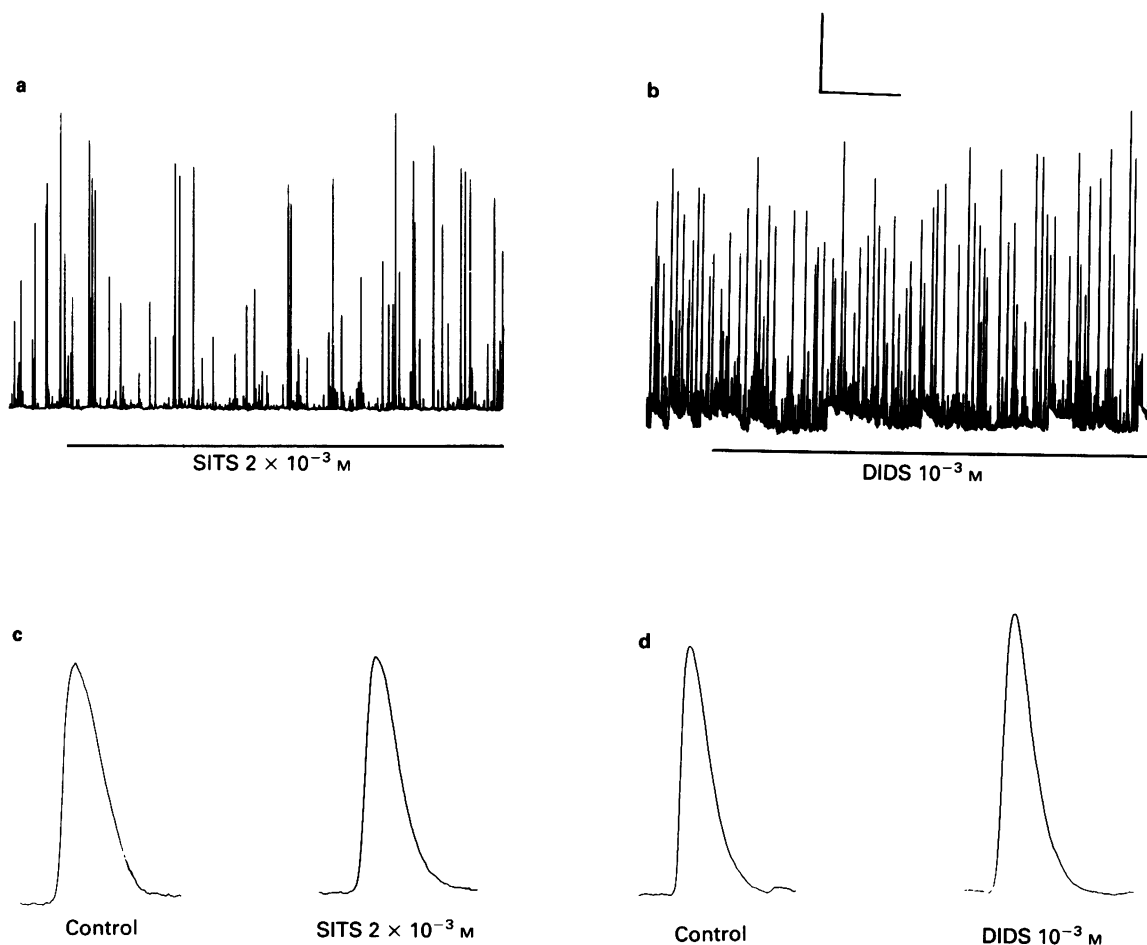 a
b
SITS 2 × 10⁻³ M
DIDS 10⁻³ M
c
d
Control
SITS 2 × 10⁻³ M
Control
DIDS 10⁻³ M